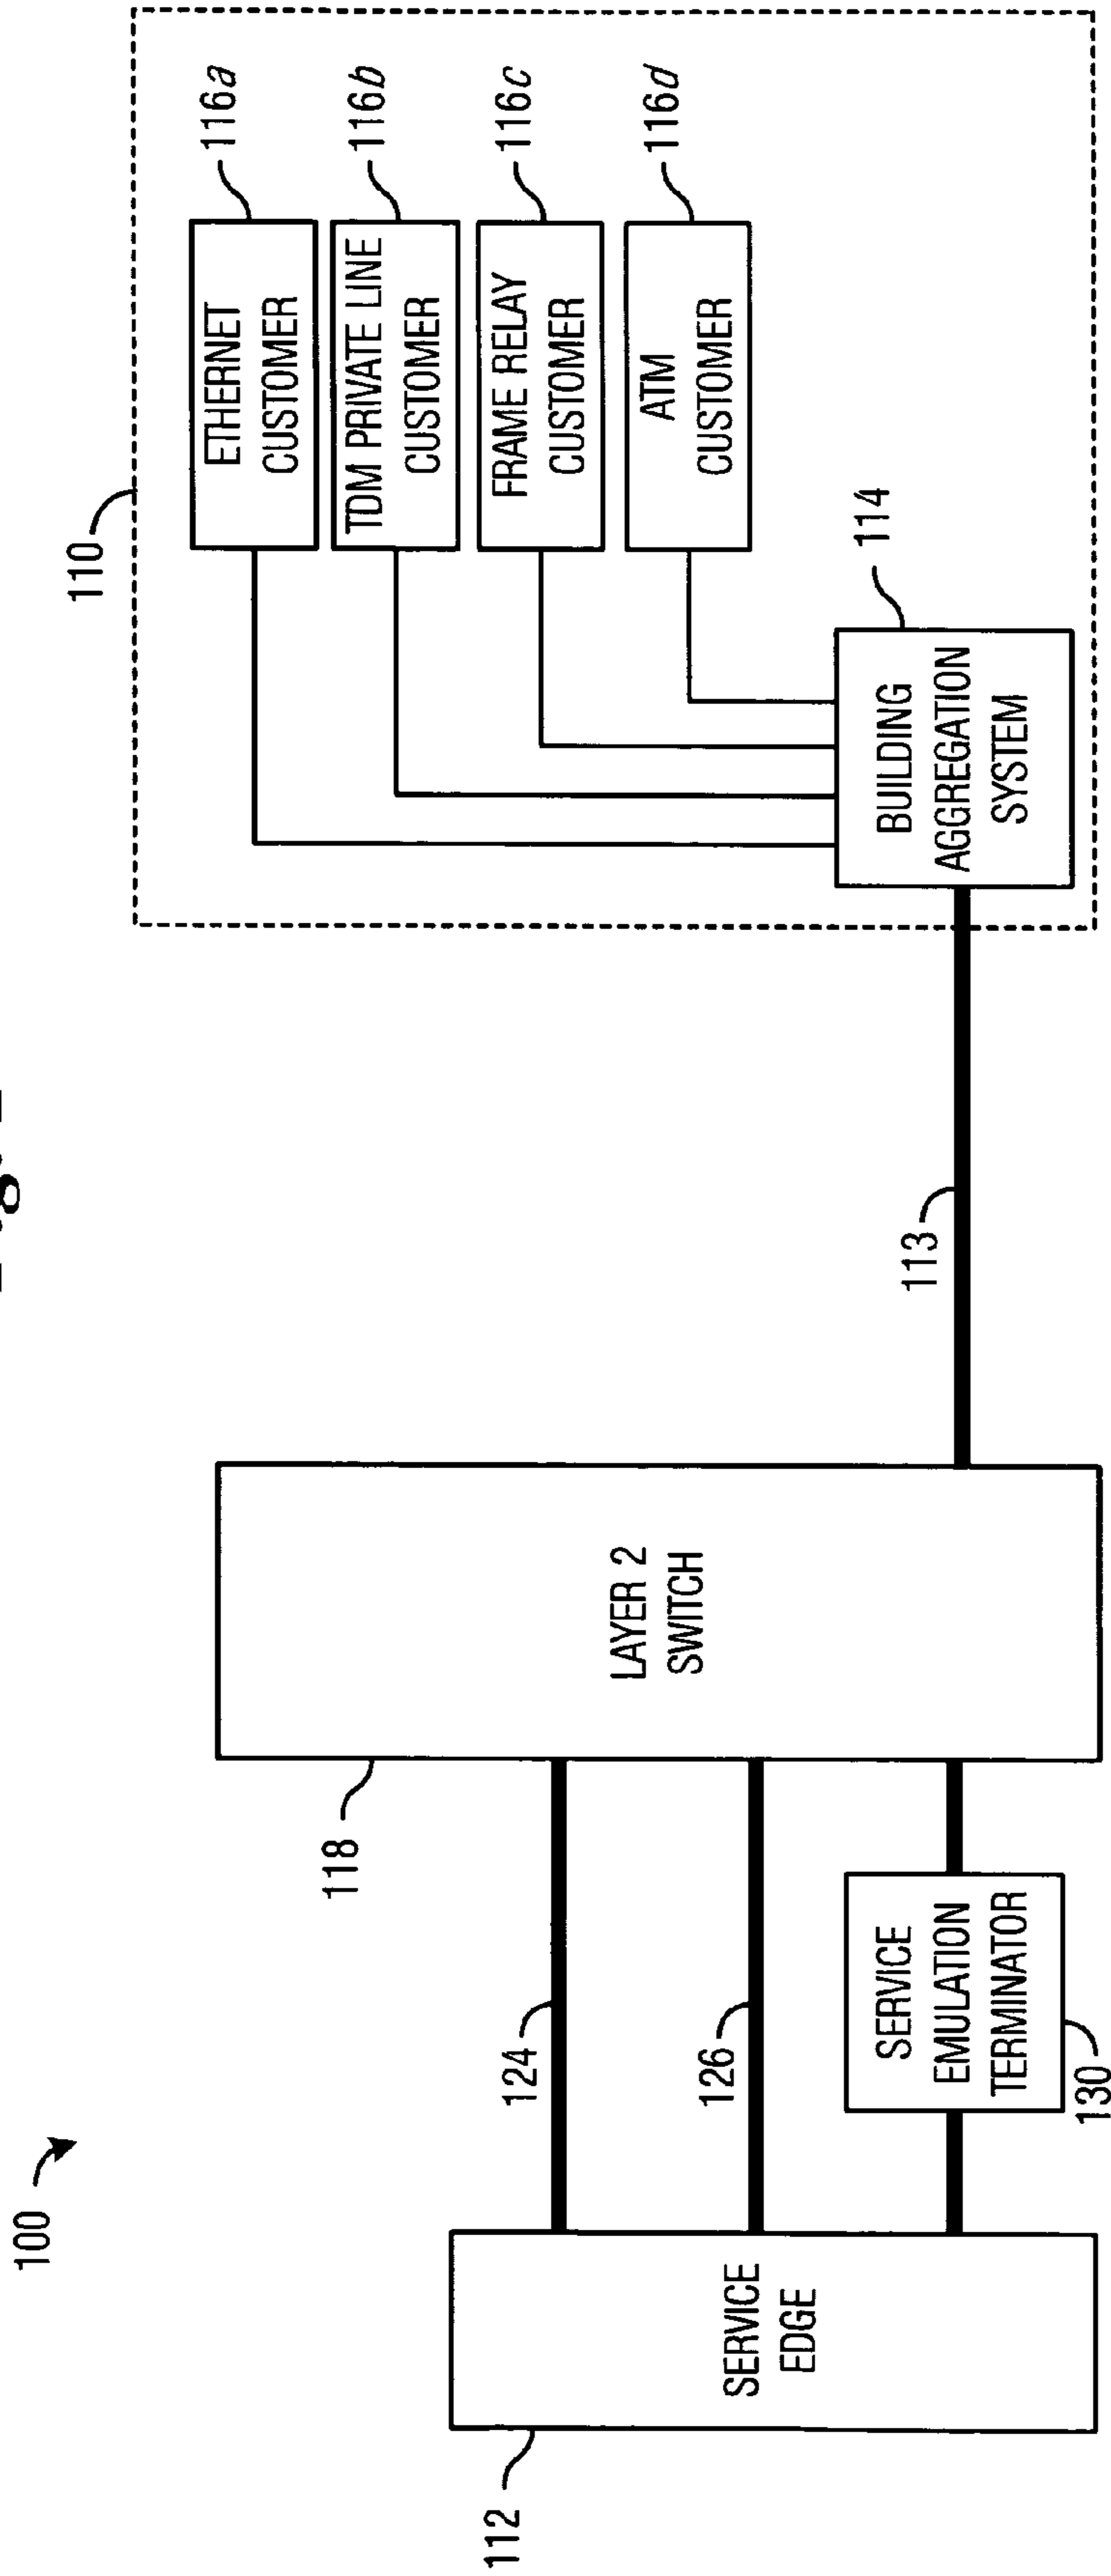 100
110
ETHERNET
CUSTOMER
116a
TDM PRIVATE LINE
CUSTOMER
116b
FRAME RELAY
CUSTOMER
116c
ATM
CUSTOMER
116d
BUILDING
AGGREGATION
SYSTEM
114
113
LAYER 2
SWITCH
118
124
126
SERVICE
EMULATION
TERMINATOR
130
SERVICE
EDGE
112